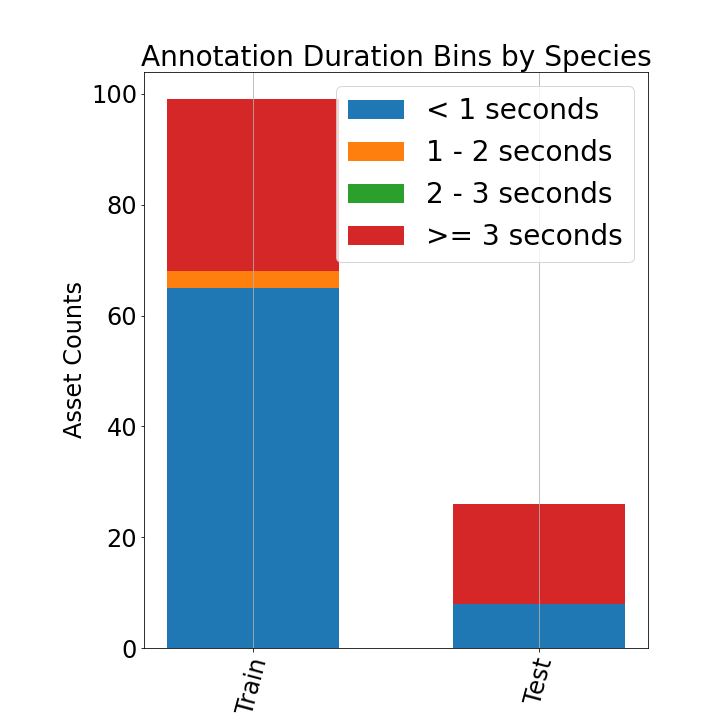 Annotation Duration Bins by Species
< 1 seconds
1 - 2 seconds
2 - 3 seconds
>= 3 seconds
Asset Counts
100
80
60
40
20
0
Train
Test